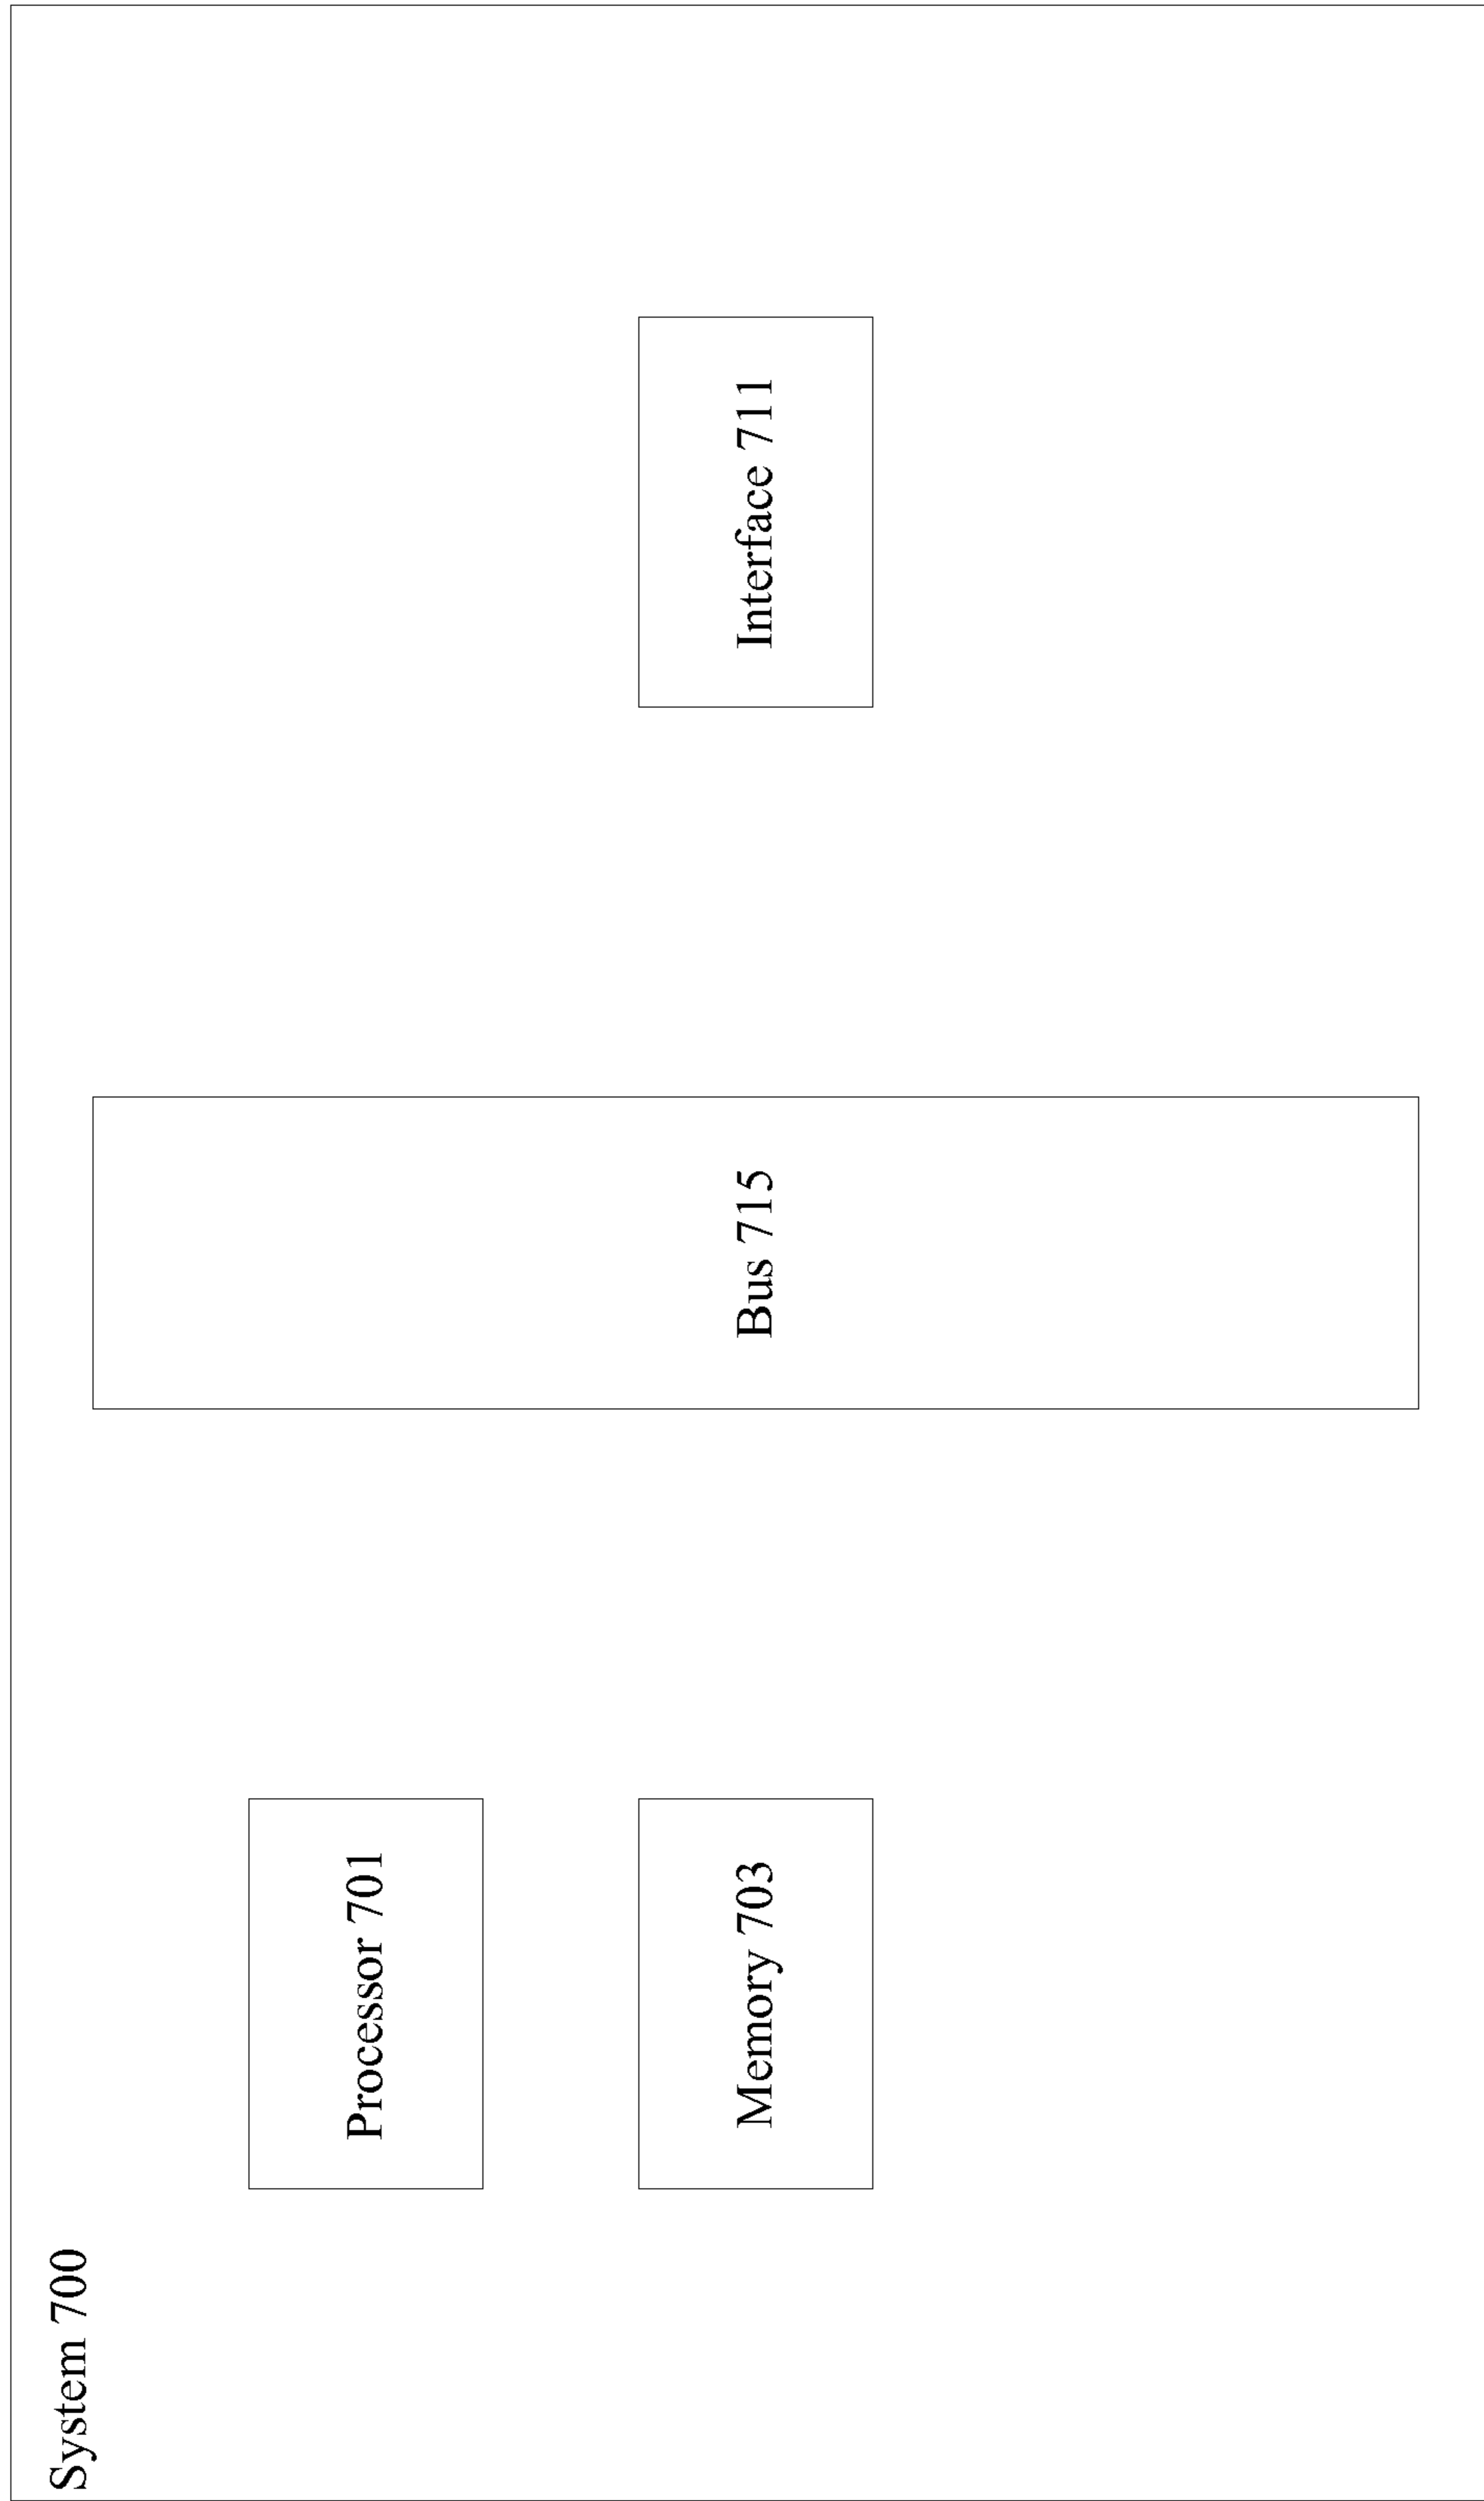 System 700
Processor 701
Memory 703
Bus 715
Interface 711